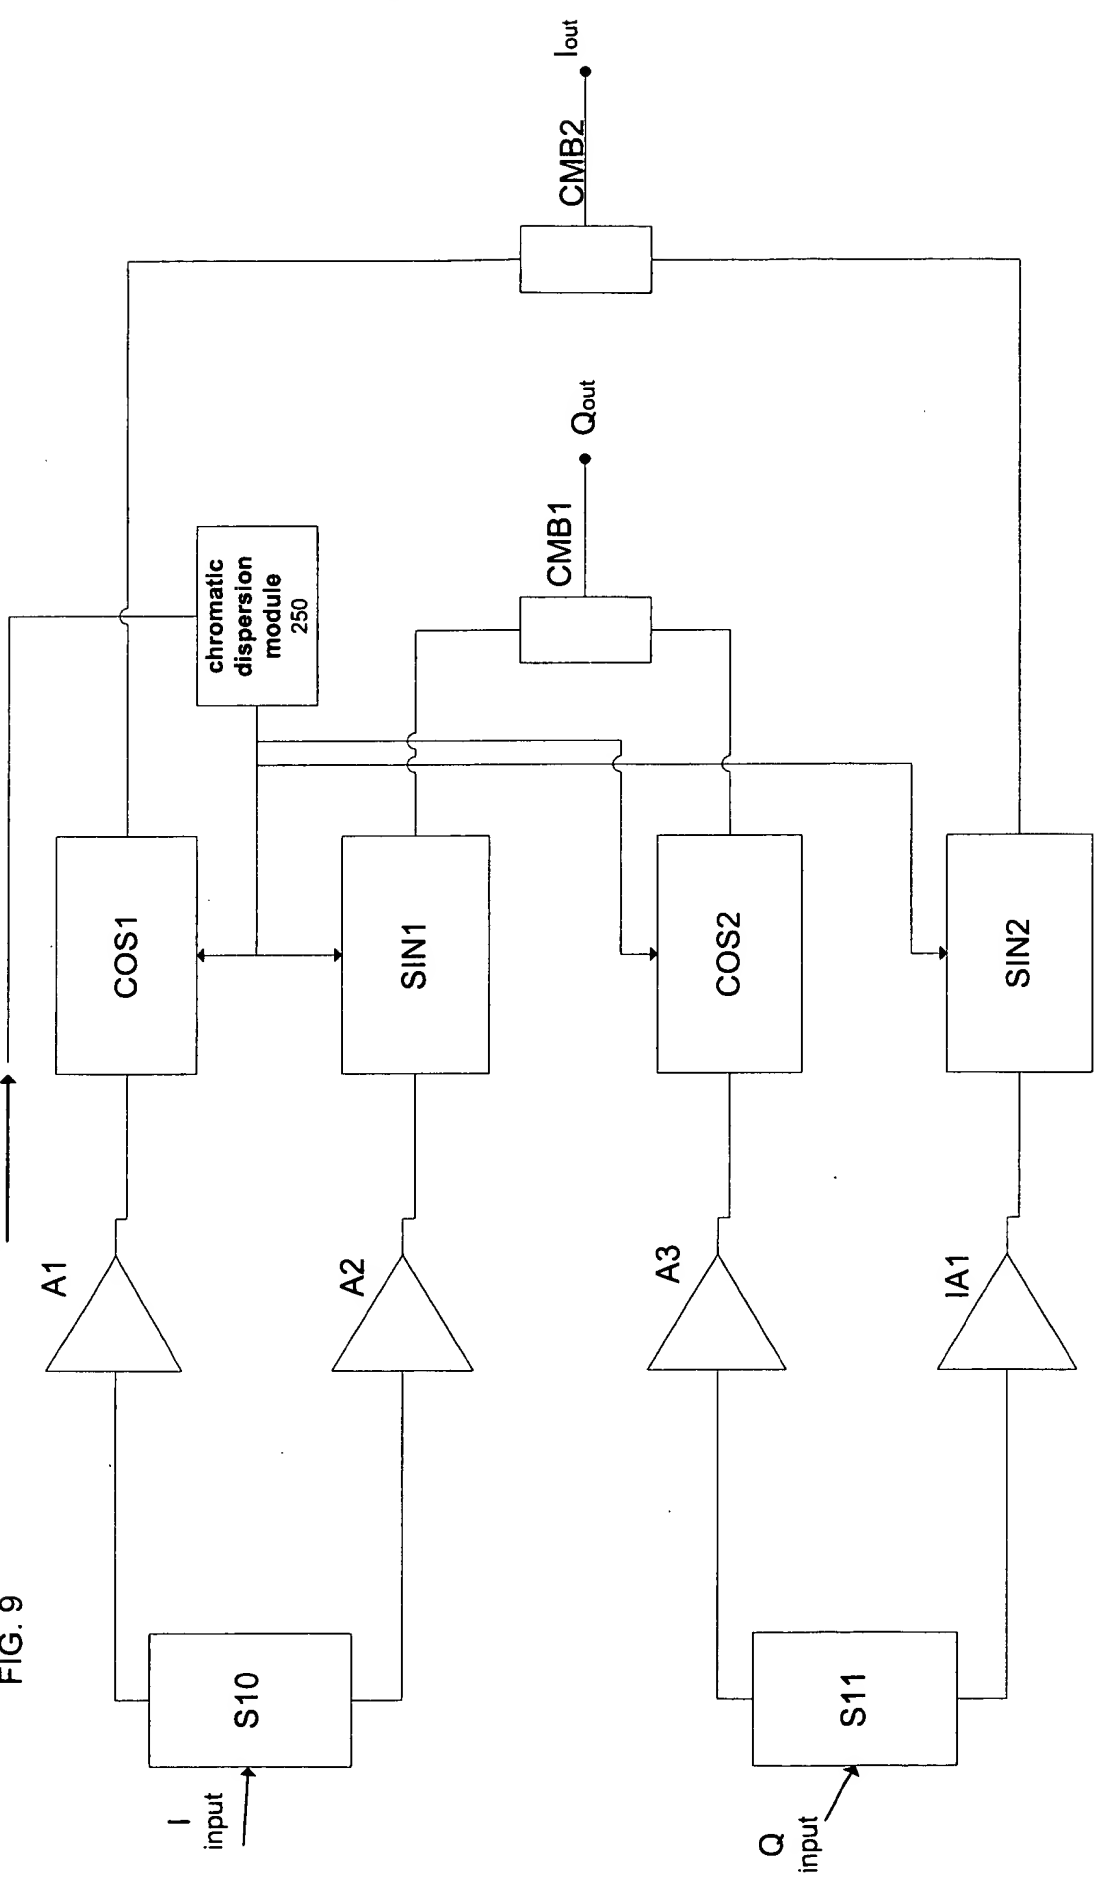 FIG. 9
I
input
S10
A1
A2
COS1
SIN1
chromatic
dispersion
module
250
CMB1
Qout
CMB2
Iout
Q
input
S11
A3
IA1
COS2
SIN2